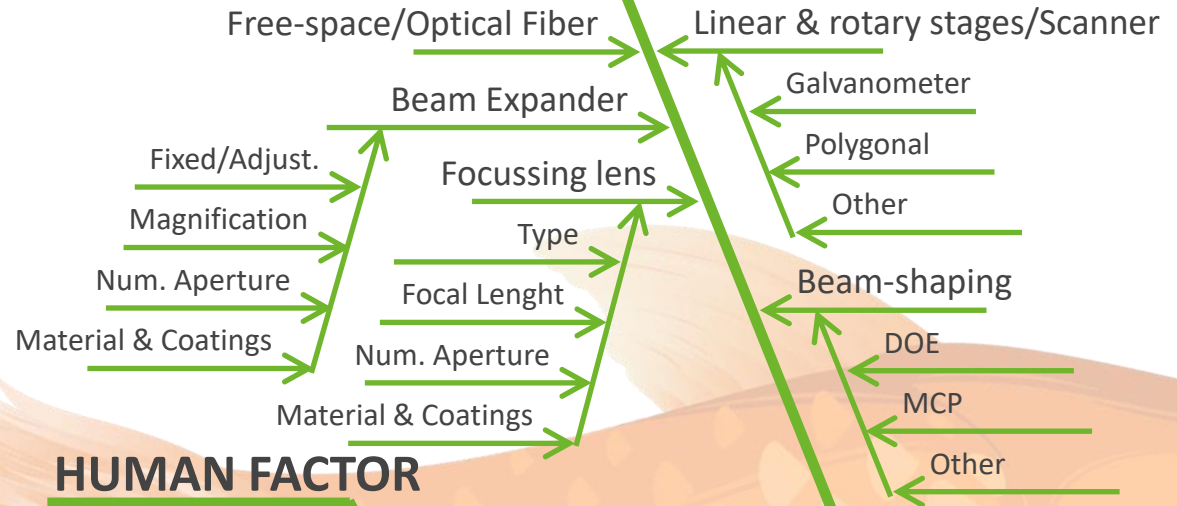 Free-space/Optical Fiber
Linear & rotary stages/Scanner
Beam Expander
Galvanometer
Fixed/Adjust.
Polygonal
Focussing lens
Magnification
Other
Type
Num. Aperture
Beam-shaping
Focal Lenght
Material & Coatings
DOE
Num. Aperture
MCP
Material & Coatings
Other
HUMAN FACTOR